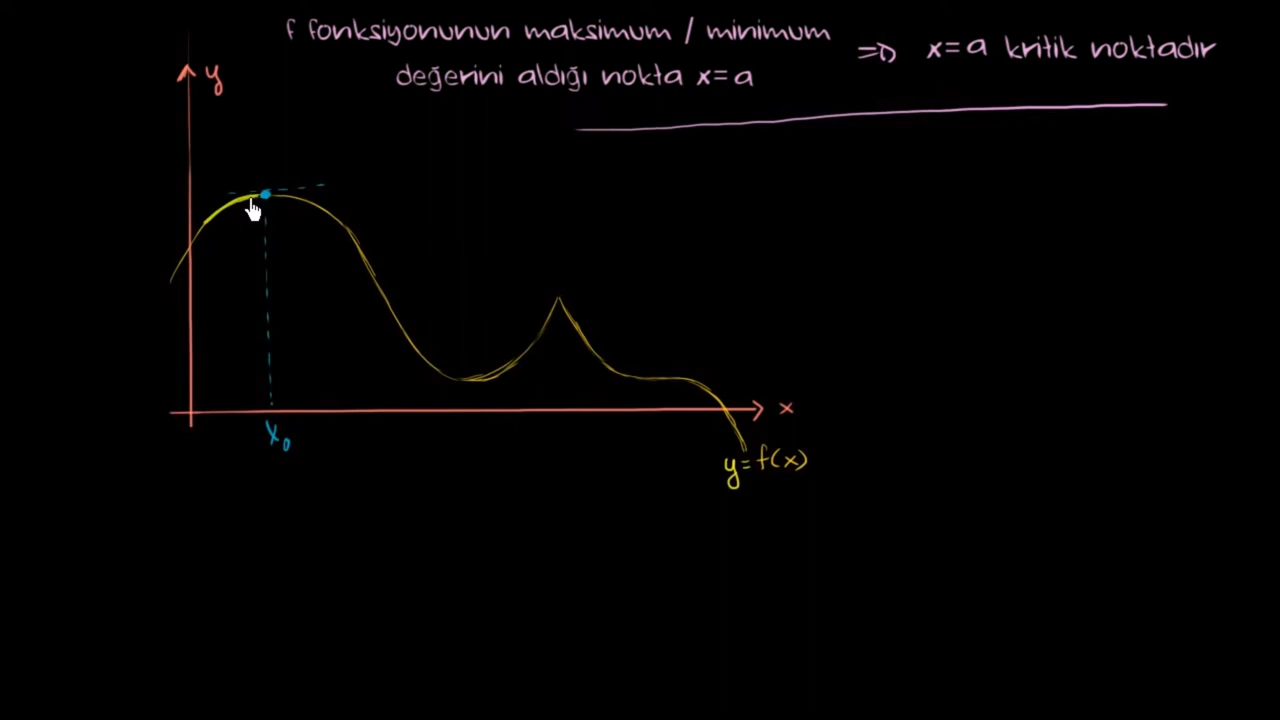 f fonksiyonunun maksimum / minimum
değerini aldığı nokta x=a
=> x=a kritik noktadır
y
x
x₀
y=f(x)